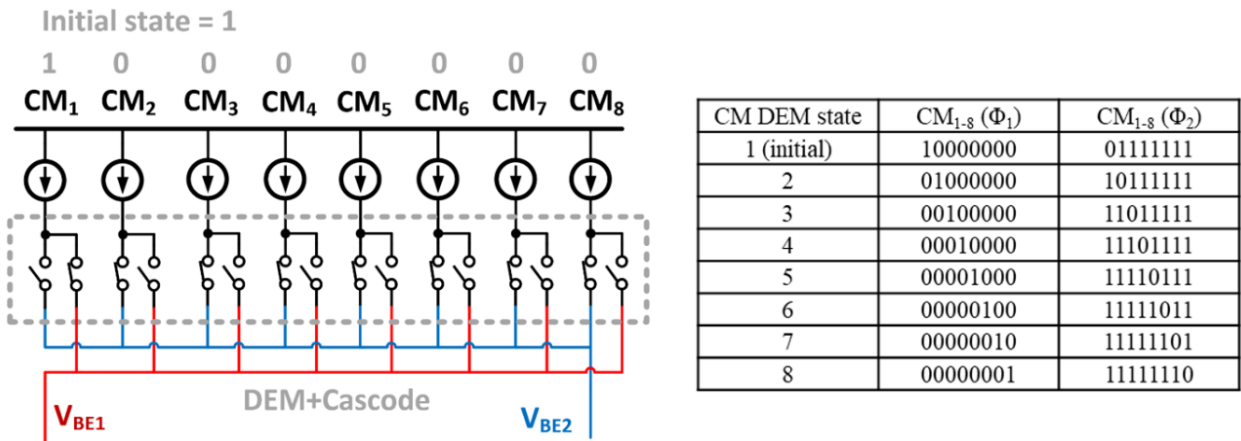 Initial state = 1
1 0 0 0 0 0 0 0
CM₁ CM₂ CM₃ CM₄ CM₅ CM₆ CM₇ CM₈
DEM+Cascode
V_BE1 V_BE2
CM DEM state CM₁₋₈ (Φ₁) CM₁₋₈ (Φ₂)
1 (initial) 10000000 01111111
2 01000000 10111111
3 00100000 11011111
4 00010000 11101111
5 00001000 11110111
6 00000100 11111011
7 00000010 11111101
8 00000001 11111110